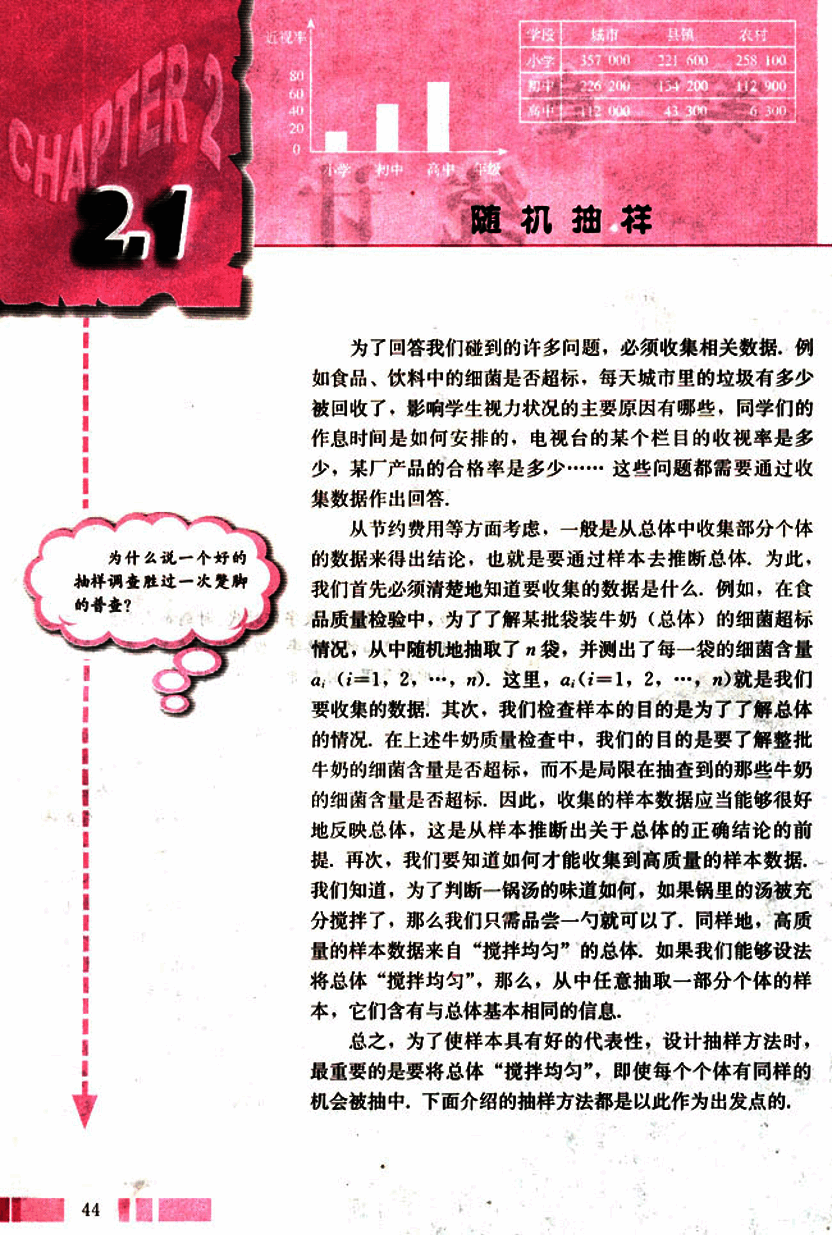 CHAPTER 2
2.1
近视率
80
60
40
20
0
小学 初中 高中 年级
学段 城市 县镇 农村
小学 357 000 221 600 258 100
初中 226 200 154 200 112 900
高中 112 000 43 300 6 300
随机抽样
为了回答我们碰到的许多问题，必须收集相关数据. 例
如食品、饮料中的细菌是否超标，每天城市里的垃圾有多少
被回收了，影响学生视力状况的主要原因有哪些，同学们的
作息时间是如何安排的，电视台的某个栏目的收视率是多
少，某厂产品的合格率是多少…… 这些问题都需要通过收
集数据作出回答.
从节约费用等方面考虑，一般是从总体中收集部分个体
的数据来得出结论，也就是要通过样本去推断总体. 为此，
我们首先必须清楚地知道要收集的数据是什么. 例如，在食
品质量检验中，为了了解某批袋装牛奶（总体）的细菌超标
情况，从中随机地抽取了 n 袋，并测出了每一袋的细菌含量
aᵢ（i=1，2，…，n). 这里，aᵢ(i=1，2，…，n)就是我们
要收集的数据. 其次，我们检查样本的目的是为了了解总体
的情况. 在上述牛奶质量检查中，我们的目的是要了解整批
牛奶的细菌含量是否超标，而不是局限在抽查到的那些牛奶
的细菌含量是否超标. 因此，收集的样本数据应当能够很好
地反映总体，这是从样本推断出关于总体的正确结论的前
提. 再次，我们要知道如何才能收集到高质量的样本数据.
我们知道，为了判断一锅汤的味道如何，如果锅里的汤被充
分搅拌了，那么我们只需品尝一勺就可以了. 同样地，高质
量的样本数据来自“搅拌均匀”的总体. 如果我们能够设法
将总体“搅拌均匀”，那么，从中任意抽取一部分个体的样
本，它们含有与总体基本相同的信息.
总之，为了使样本具有好的代表性，设计抽样方法时，
最重要的是要将总体“搅拌均匀”，即使每个个体有同样的
机会被抽中. 下面介绍的抽样方法都是以此作为出发点的.
为什么说一个好的
抽样调查胜过一次蹩脚
的普查？
44